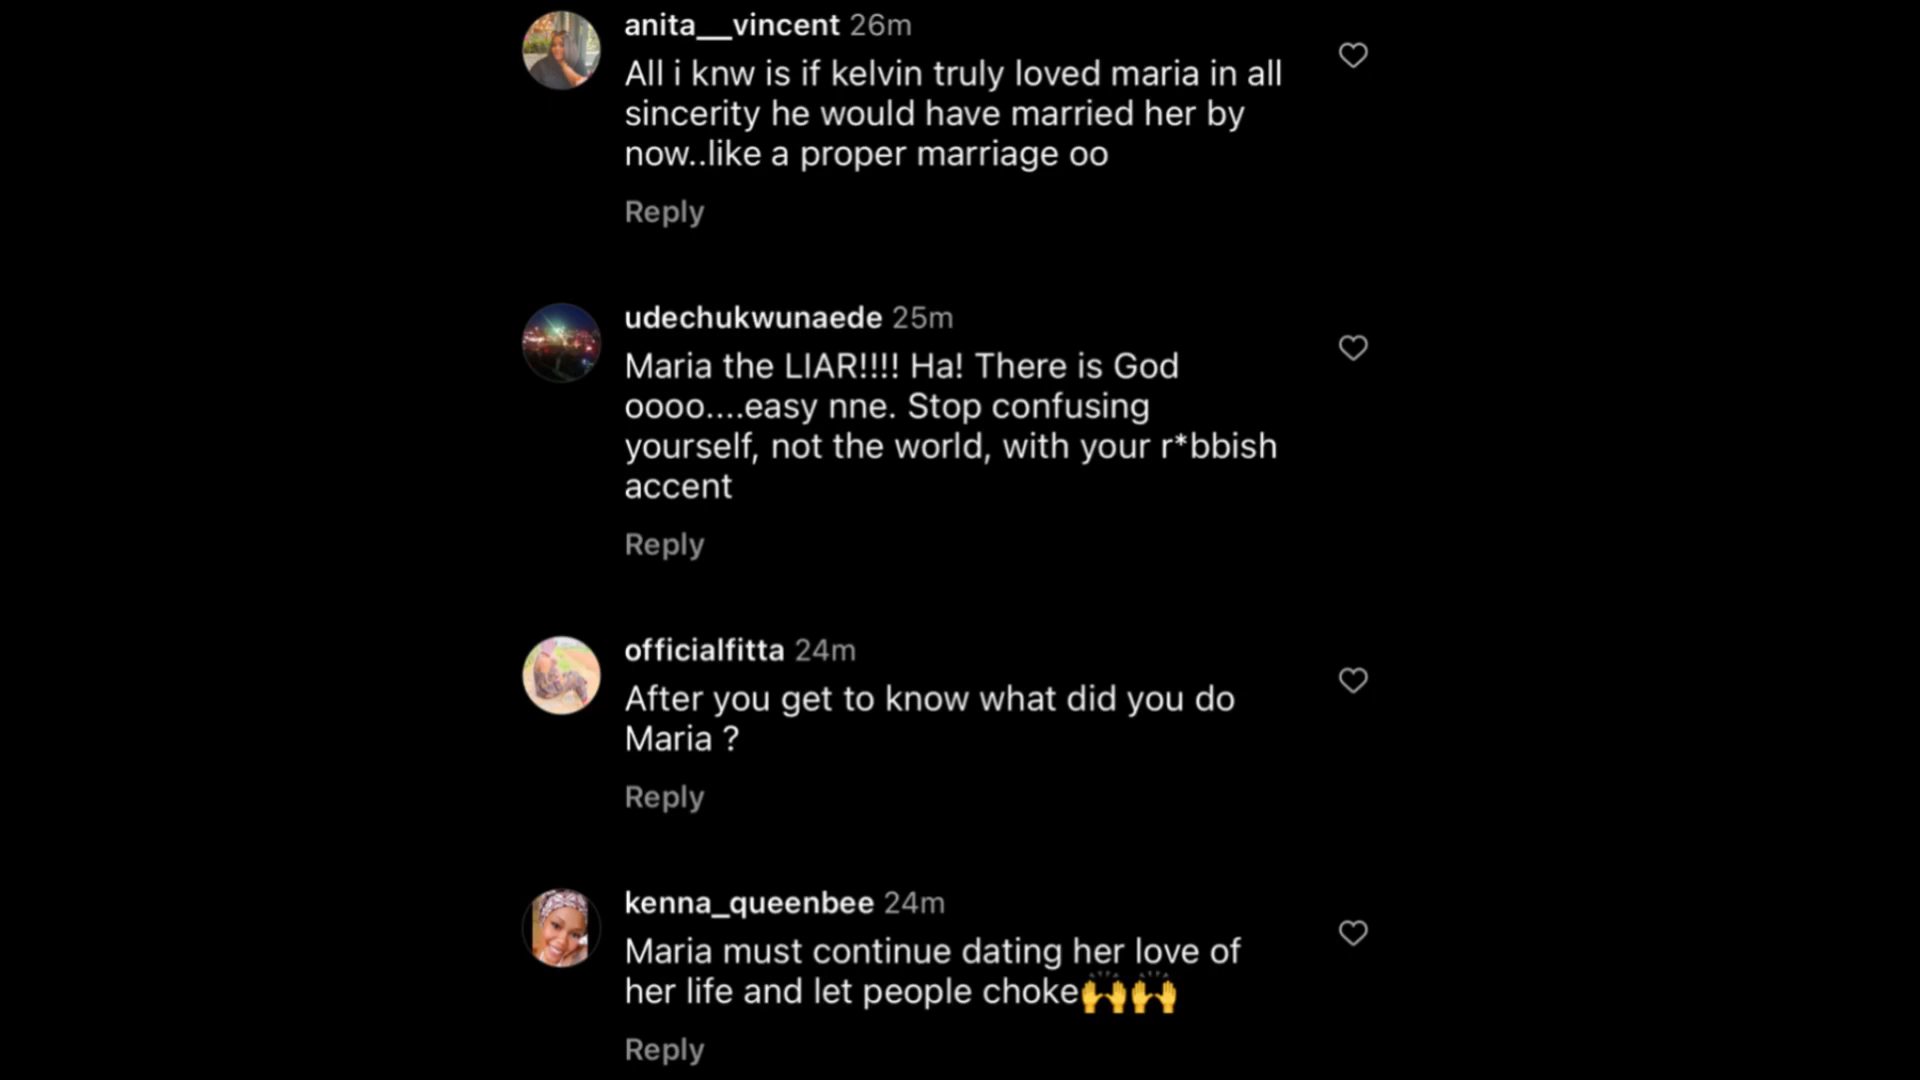 anita__vincent 26m
All i knw is if kelvin truly loved maria in all
sincerity he would have married her by
now..like a proper marriage oo
Reply
udechukwunaede 25m
Maria the LIAR!!!! Ha! There is God
oooo....easy nne. Stop confusing
yourself, not the world, with your r*bbish
accent
Reply
officialfitta 24m
After you get to know what did you do
Maria ?
Reply
kenna_queenbee 24m
Maria must continue dating her love of
her life and let people choke🙌🙌
Reply